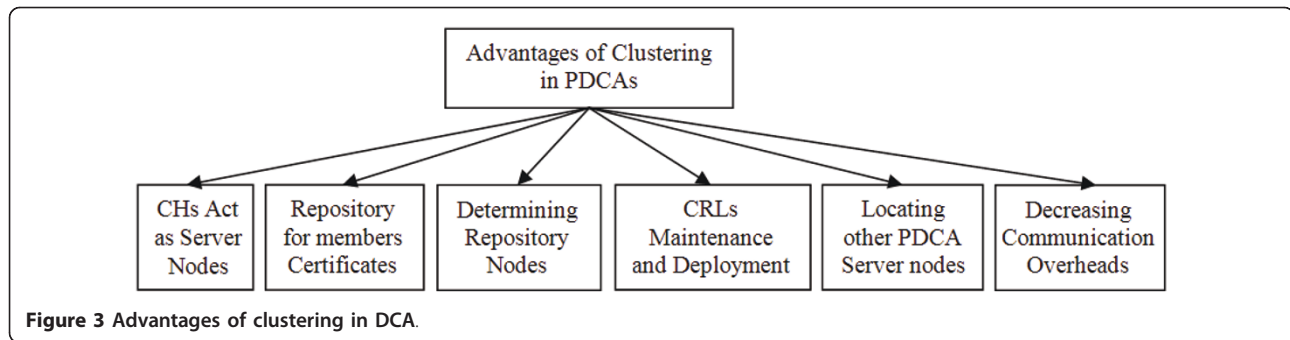 Advantages of Clustering
in PDCAs
CHs Act
as Server
Nodes
Repository
for members
Certificates
Determining
Repository
Nodes
CRLs
Maintenance
and Deployment
Locating
other PDCA
Server nodes
Decreasing
Communication
Overheads
Figure 3 Advantages of clustering in DCA.